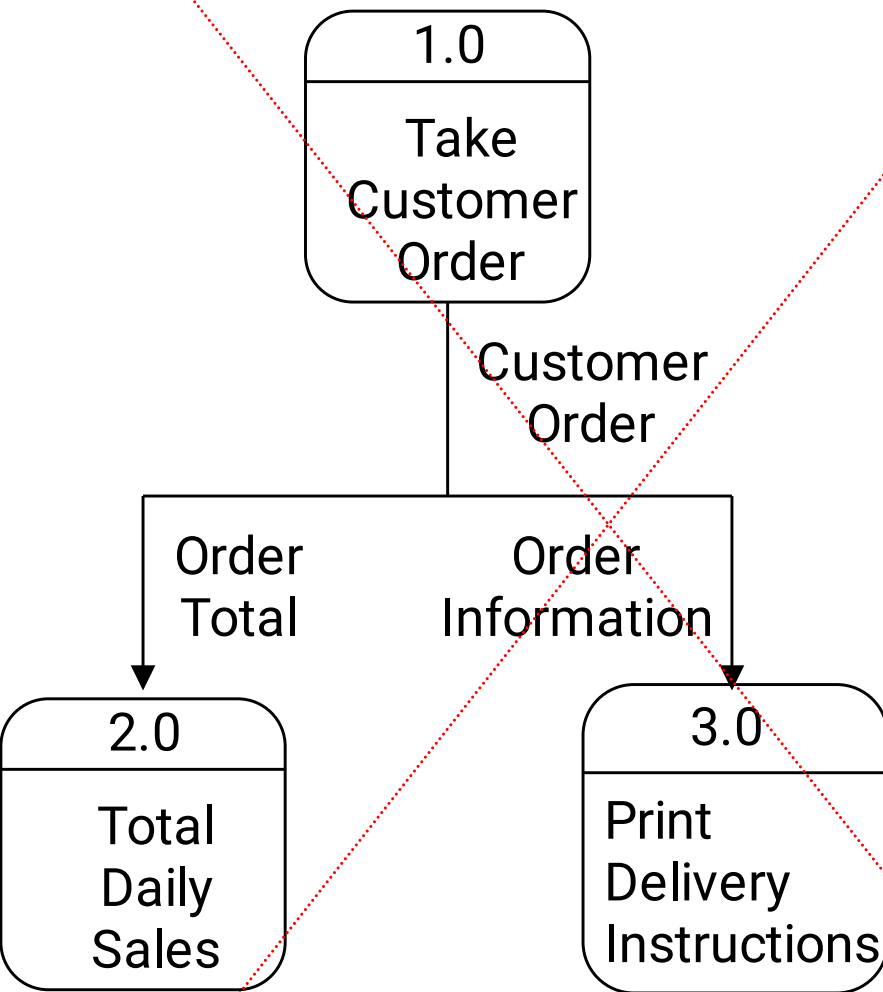 1.0
Take
Customer
Order
Customer
Order
Order
Total
Order
Information
2.0
Total
Daily
Sales
3.0
Print
Delivery
Instructions